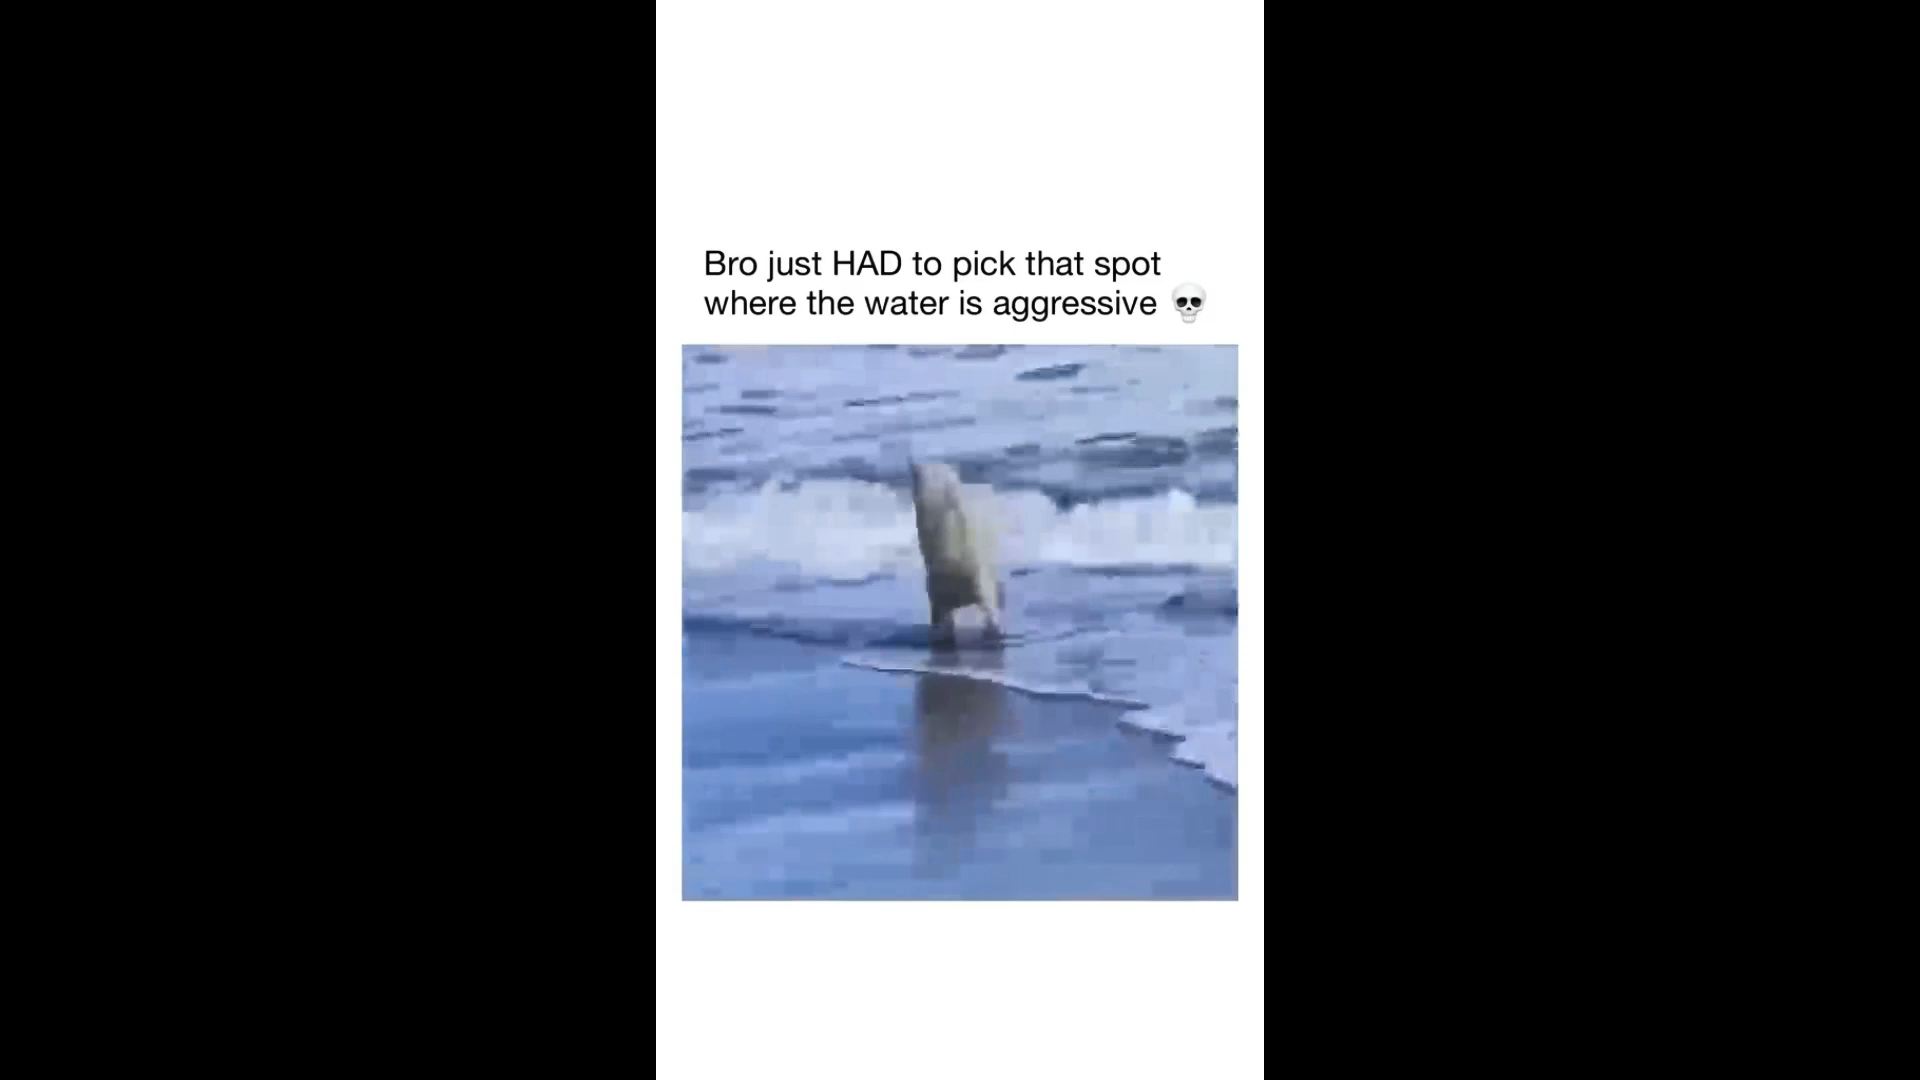 Bro just HAD to pick that spot
where the water is aggressive 💀